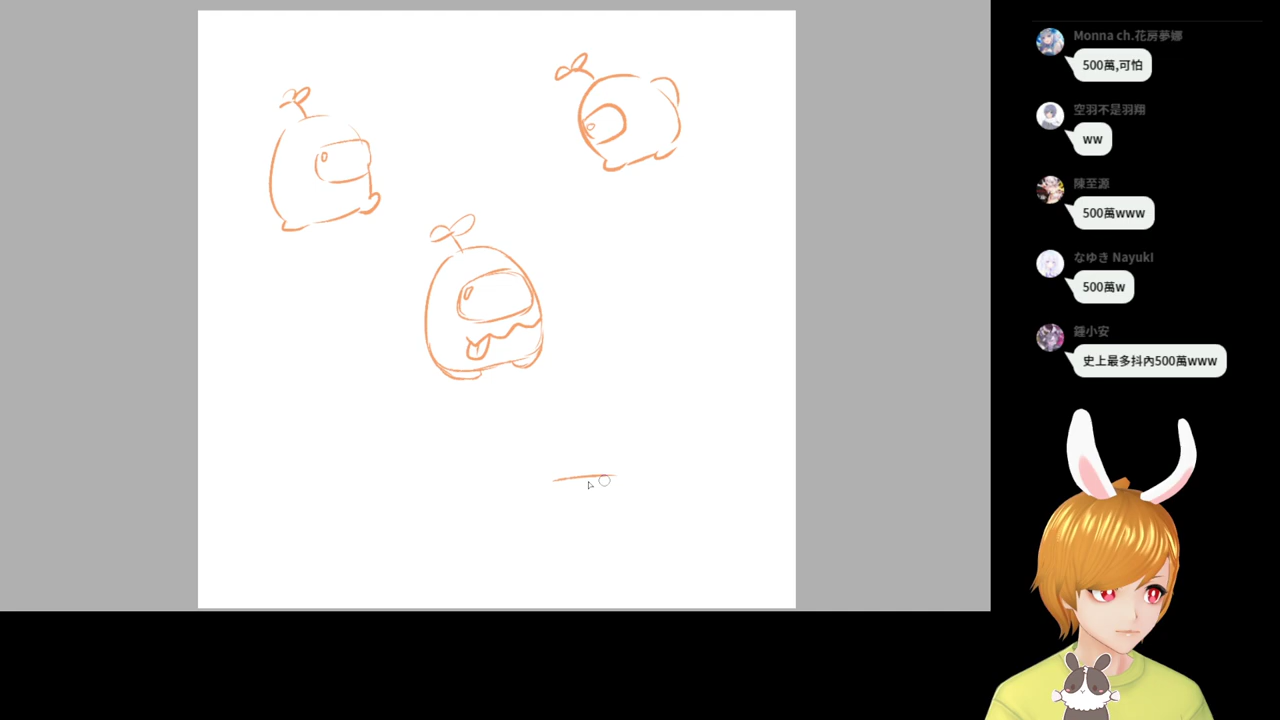 Monna ch.花房夢娜
500萬,可怕
空羽不是羽翔
ww
陳至源
500萬www
なゆき NayukI
500萬w
鍾小安
史上最多抖內500萬www